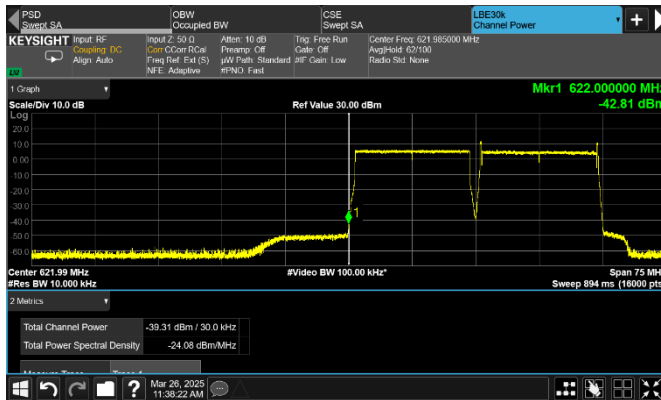 PSD
Swept SA
OBW
Occupied BW
CSE
Swept SA
LBE30k
Channel Power
KEYSIGHT
Input: RF
Coupling: DC
Align: Auto
Input Z: 50 Ω
Corr CCorr RCal
Freq Ref: Ext (S)
NFE: Adaptive
Atten: 10 dB
Preamp: Off
µW Path: Standard
#PNO: Fast
Trig: Free Run
Gate: Off
#IF Gain: Low
Center Freq: 621.985000 MHz
Avg|Hold: 62/100
Radio Std: None
1 Graph
Scale/Div 10.0 dB
Ref Value 30.00 dBm
Mkr1 622.000000 MHz
-42.81 dBm
Log
20.0
10.0
0.00
-10.0
-20.0
-30.0
-40.0
-50.0
-60.0
1
Center 621.99 MHz
#Res BW 10.000 kHz
#Video BW 100.00 kHz*
Span 75 MH
Sweep 894 ms (16000 pts
2 Metrics
Total Channel Power
-39.31 dBm / 30.0 kHz
Total Power Spectral Density
-24.08 dBm/MHz
Mar 26, 2025
11:38:22 AM